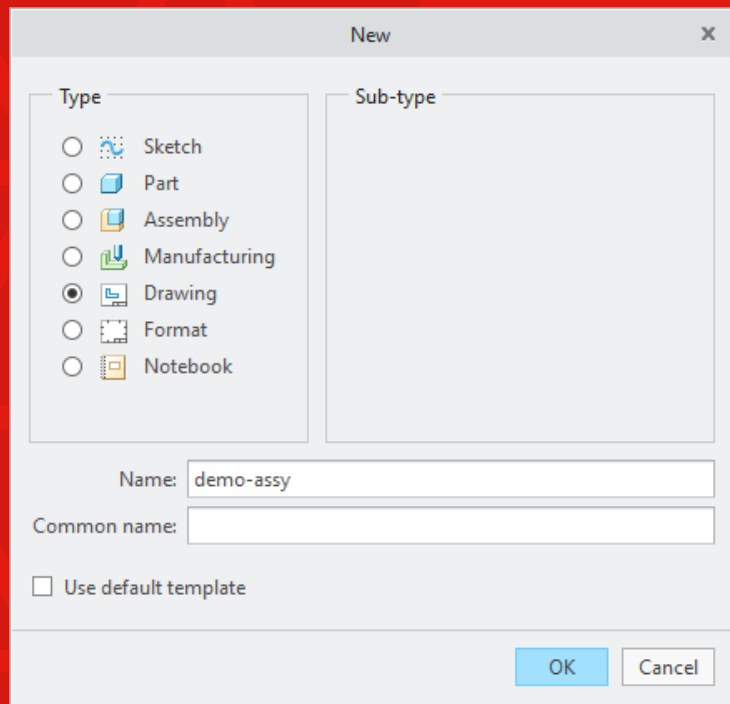 New
Type
Sub-type
Sketch
Part
Assembly
Manufacturing
Drawing
Format
Notebook
Name: demo-assy
Common name:
Use default template
OK Cancel